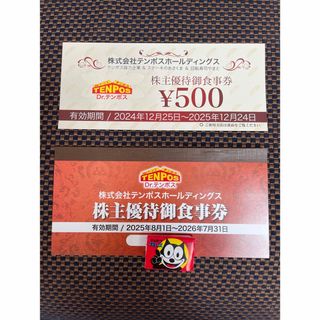 TENPOS
Dr.テンポス
株式会社テンポスホールディングス
株主優待御食事券
¥500
有効期間 / 2024年12月25日〜2025年12月24日
TENPOS
Dr.テンポス
株式会社テンポスホールディングス
株主優待御食事券
有効期間 / 2025年8月1日〜2026年7月31日